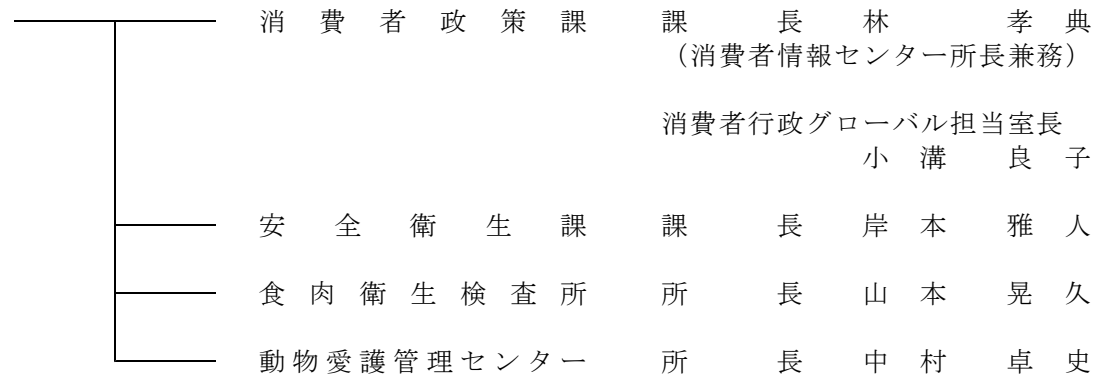 消費者政策課 課長 林 孝典
（消費者情報センター所長兼務）
消費者行政グローバル担当室長
小溝 良子
安全衛生課 課長 岸本 雅人
食肉衛生検査所 所長 山本 晃久
動物愛護管理センター 所長 中村 卓史